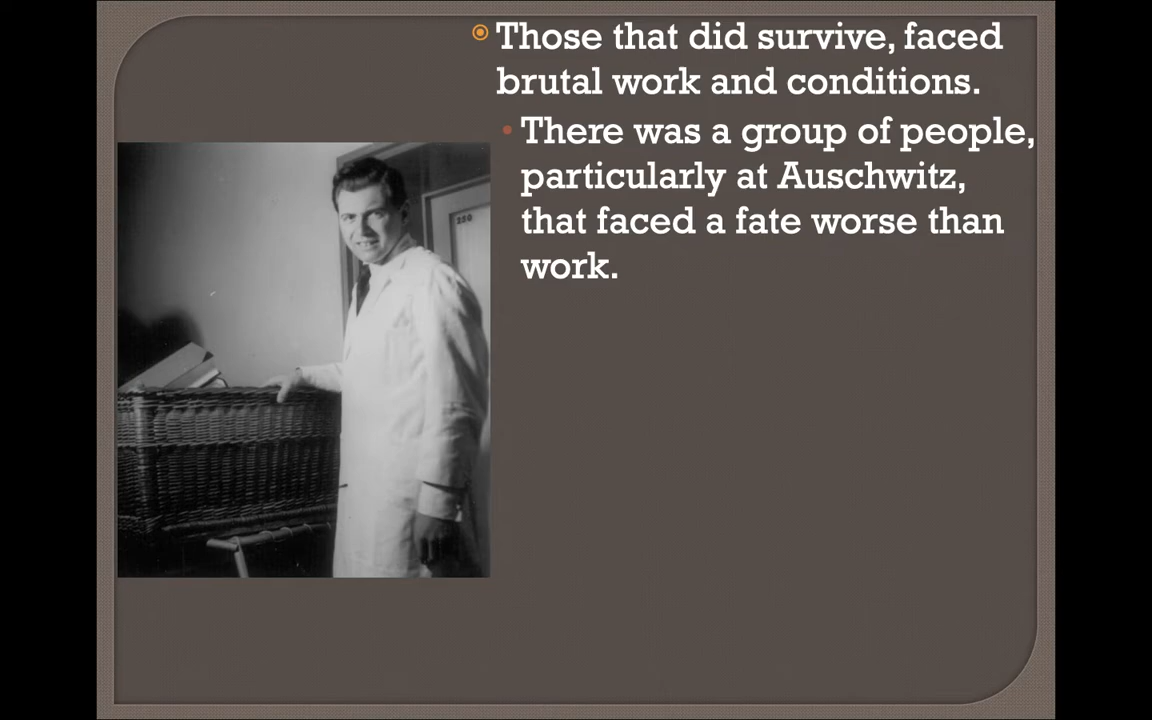 Those that did survive, faced
brutal work and conditions.
There was a group of people,
particularly at Auschwitz,
that faced a fate worse than
work.
250